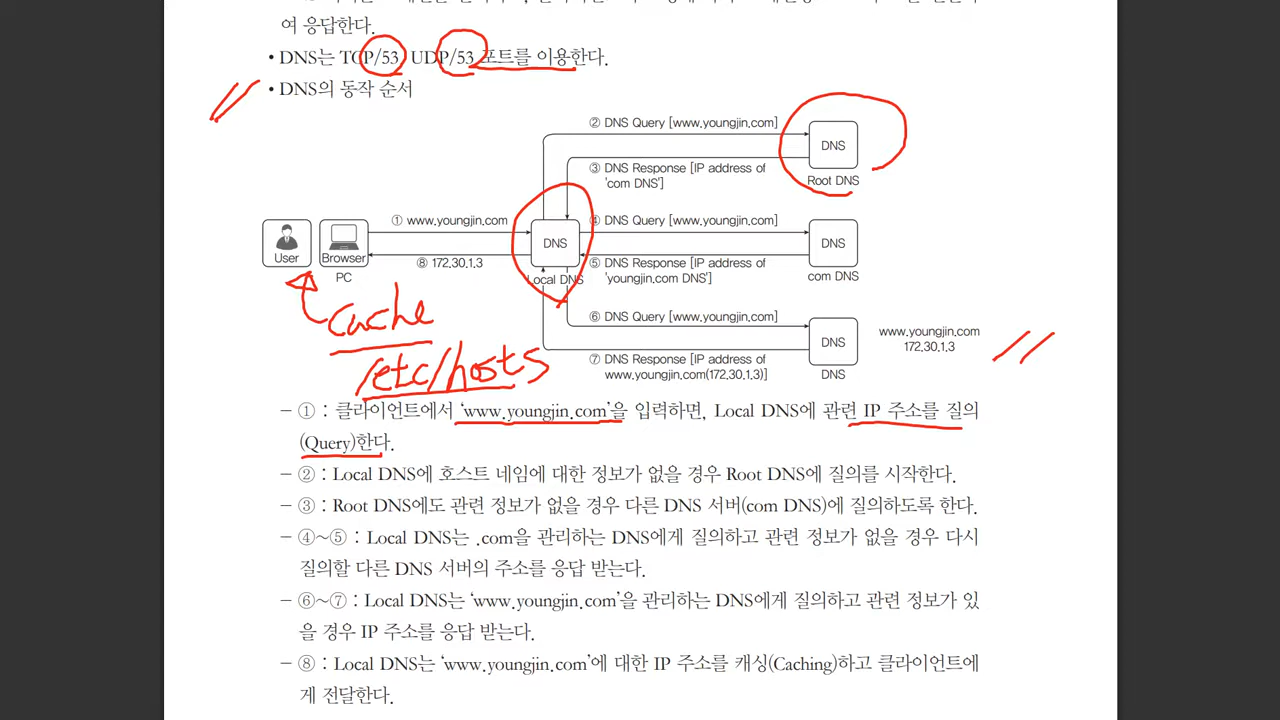 여 응답한다.
• DNS는 TCP/53, UDP/53 포트를 이용한다.
• DNS의 동작 순서
② DNS Query [www.youngjin.com]
DNS
③ DNS Response [IP address of
'com DNS']
Root DNS
① www.youngjin.com
④ DNS Query [www.youngjin.com]
User
Browser
DNS
DNS
⑧ 172.30.1.3
⑤ DNS Response [IP address of
'youngjin.com DNS']
PC
Local DNS
com DNS
cache
/etc/hosts
⑥ DNS Query [www.youngjin.com]
DNS
www.youngjin.com
172.30.1.3
⑦ DNS Response [IP address of
www.youngjin.com(172.30.1.3)]
DNS
– ① : 클라이언트에서 ‘www.youngjin.com’을 입력하면, Local DNS에 관련 IP 주소를 질의
(Query)한다.
– ② : Local DNS에 호스트 네임에 대한 정보가 없을 경우 Root DNS에 질의를 시작한다.
– ③ : Root DNS에도 관련 정보가 없을 경우 다른 DNS 서버(com DNS)에 질의하도록 한다.
– ④~⑤ : Local DNS는 .com을 관리하는 DNS에게 질의하고 관련 정보가 없을 경우 다시
질의할 다른 DNS 서버의 주소를 응답 받는다.
– ⑥~⑦ : Local DNS는 ‘www.youngjin.com’을 관리하는 DNS에게 질의하고 관련 정보가 있
을 경우 IP 주소를 응답 받는다.
– ⑧ : Local DNS는 ‘www.youngjin.com’에 대한 IP 주소를 캐싱(Caching)하고 클라이언트에
게 전달한다.